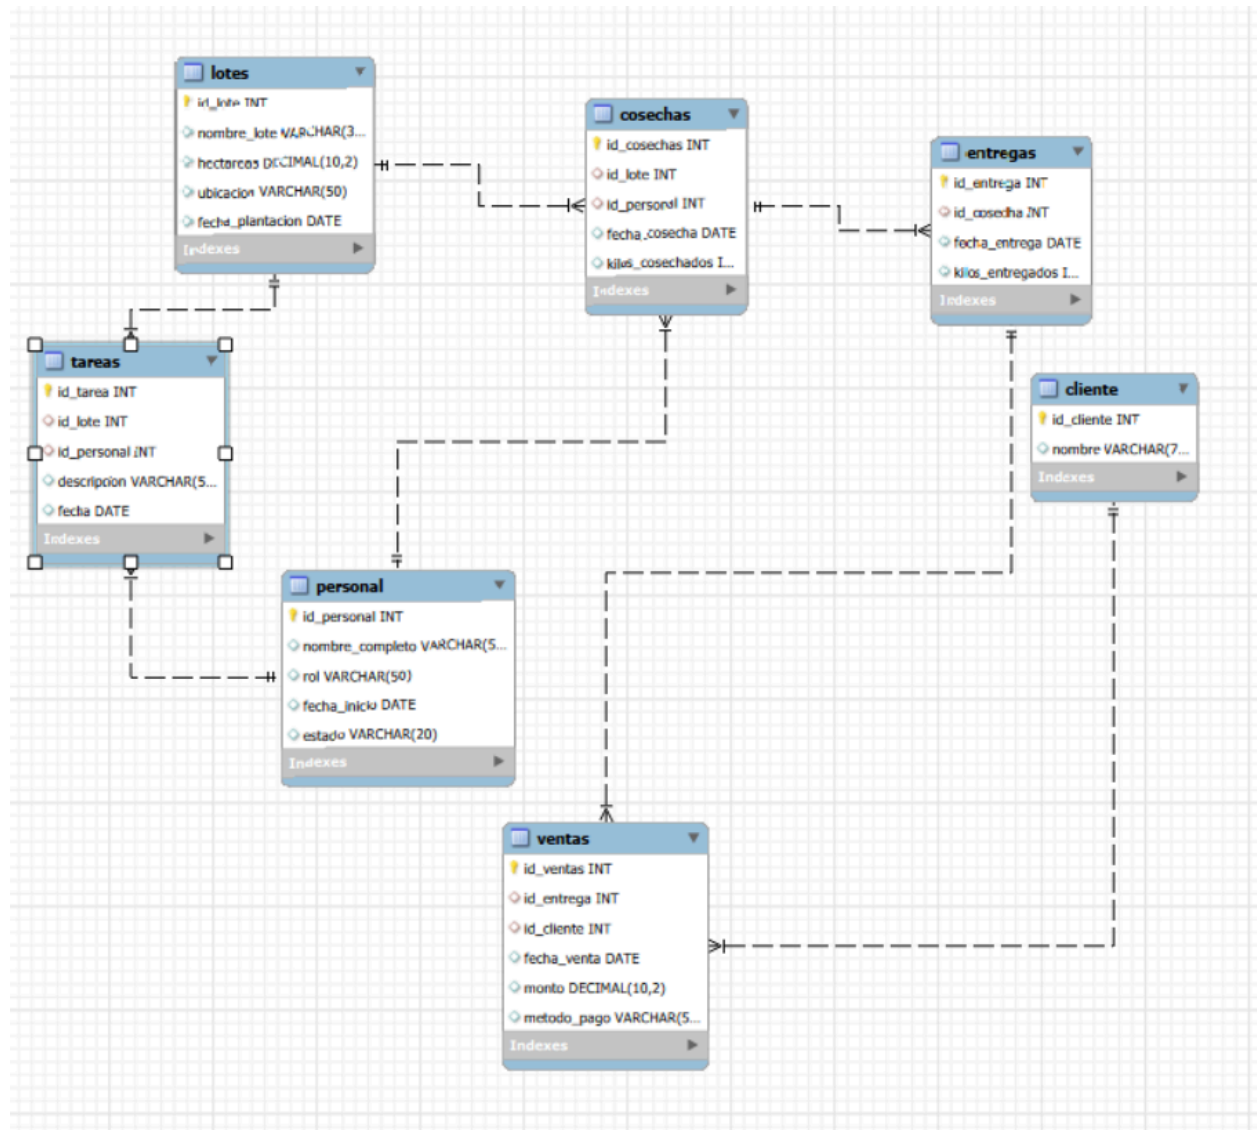 lotes
id_lote INT
nombre_lote VARCHAR(3...
hectareas DECIMAL(10,2)
ubicacion VARCHAR(50)
fecha_plantacion DATE
Indexes
cosechas
id_cosechas INT
id_lote INT
id_personal INT
fecha_cosecha DATE
kilos_cosechados I...
Indexes
entregas
id_entrega INT
id_cosecha INT
fecha_entrega DATE
kilos_entregados I...
Indexes
tareas
id_tarea INT
id_lote INT
id_personal INT
descripcion VARCHAR(5...
fecha DATE
Indexes
cliente
id_cliente INT
nombre VARCHAR(7...
Indexes
personal
id_personal INT
nombre_completo VARCHAR(5...
rol VARCHAR(50)
fecha_inicio DATE
estado VARCHAR(20)
Indexes
ventas
id_ventas INT
id_entrega INT
id_cliente INT
fecha_venta DATE
monto DECIMAL(10,2)
metodo_pago VARCHAR(5...
Indexes